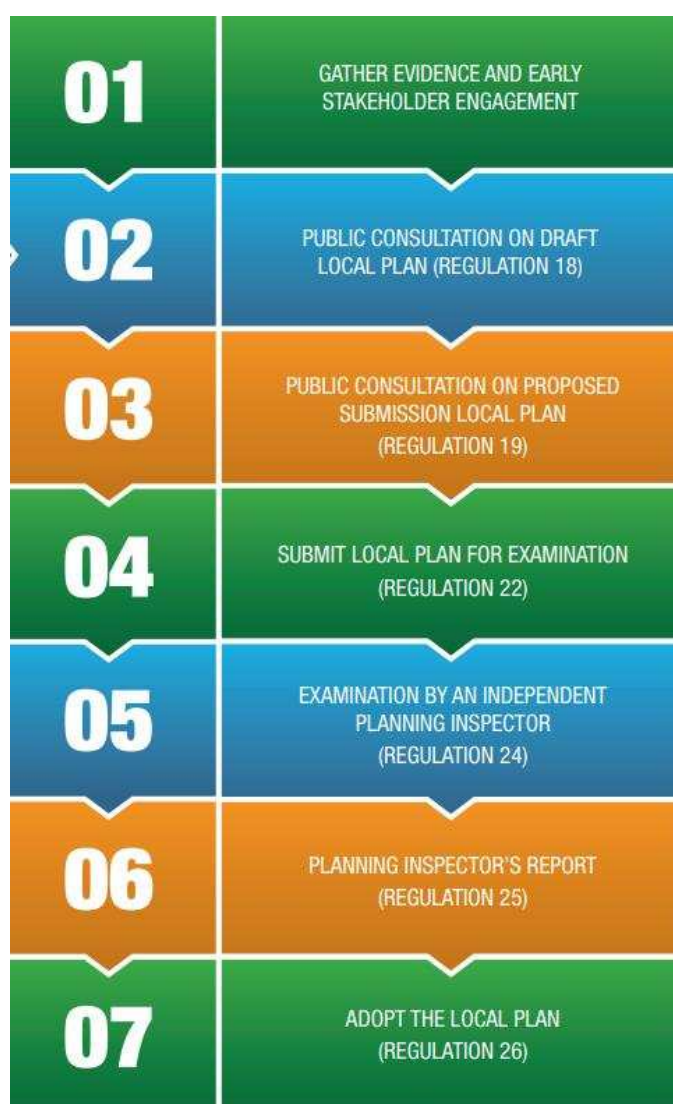 01
GATHER EVIDENCE AND EARLY
STAKEHOLDER ENGAGEMENT
02
PUBLIC CONSULTATION ON DRAFT
LOCAL PLAN (REGULATION 18)
03
PUBLIC CONSULTATION ON PROPOSED
SUBMISSION LOCAL PLAN
(REGULATION 19)
04
SUBMIT LOCAL PLAN FOR EXAMINATION
(REGULATION 22)
05
EXAMINATION BY AN INDEPENDENT
PLANNING INSPECTOR
(REGULATION 24)
06
PLANNING INSPECTOR'S REPORT
(REGULATION 25)
07
ADOPT THE LOCAL PLAN
(REGULATION 26)